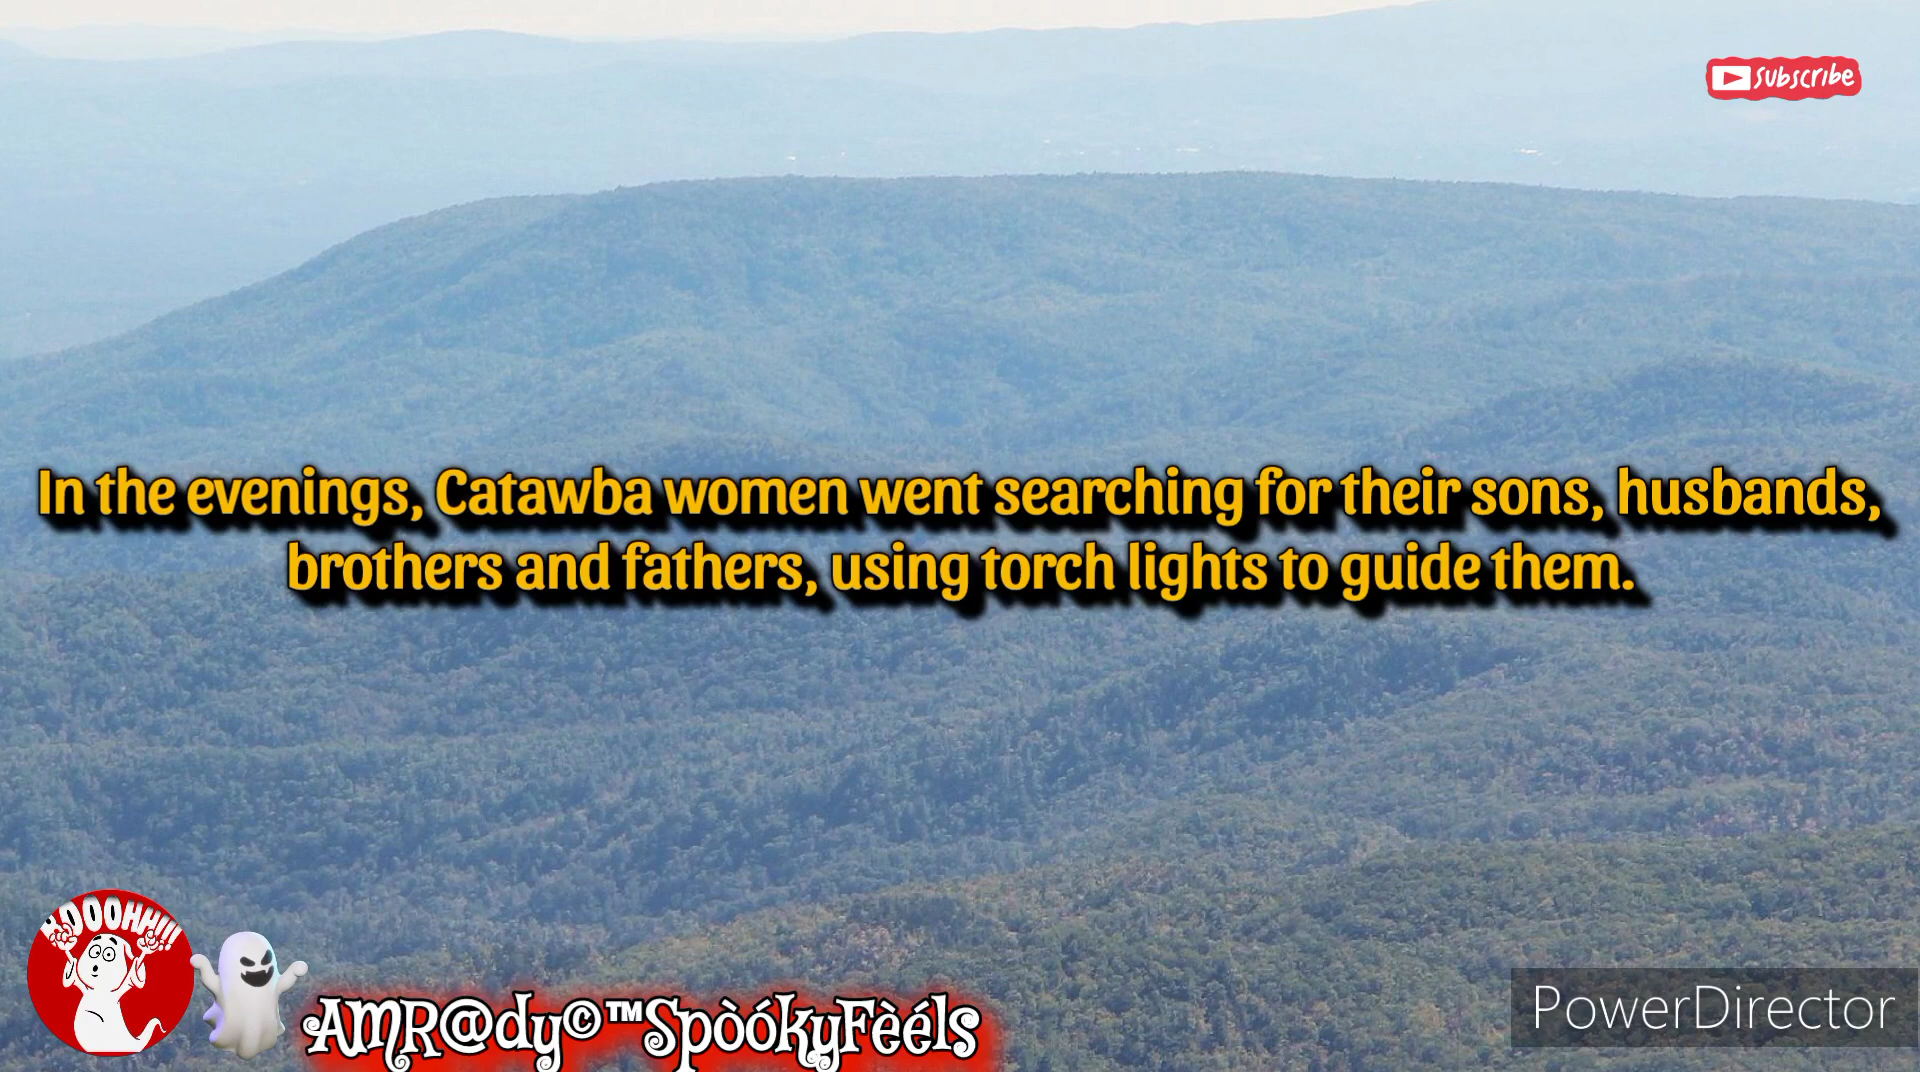 Subscribe
In the evenings, Catawba women went searching for their sons, husbands,
brothers and fathers, using torch lights to guide them.
BOOOHH!!!
AMR@dy©™SpòókyFèéls
PowerDirector